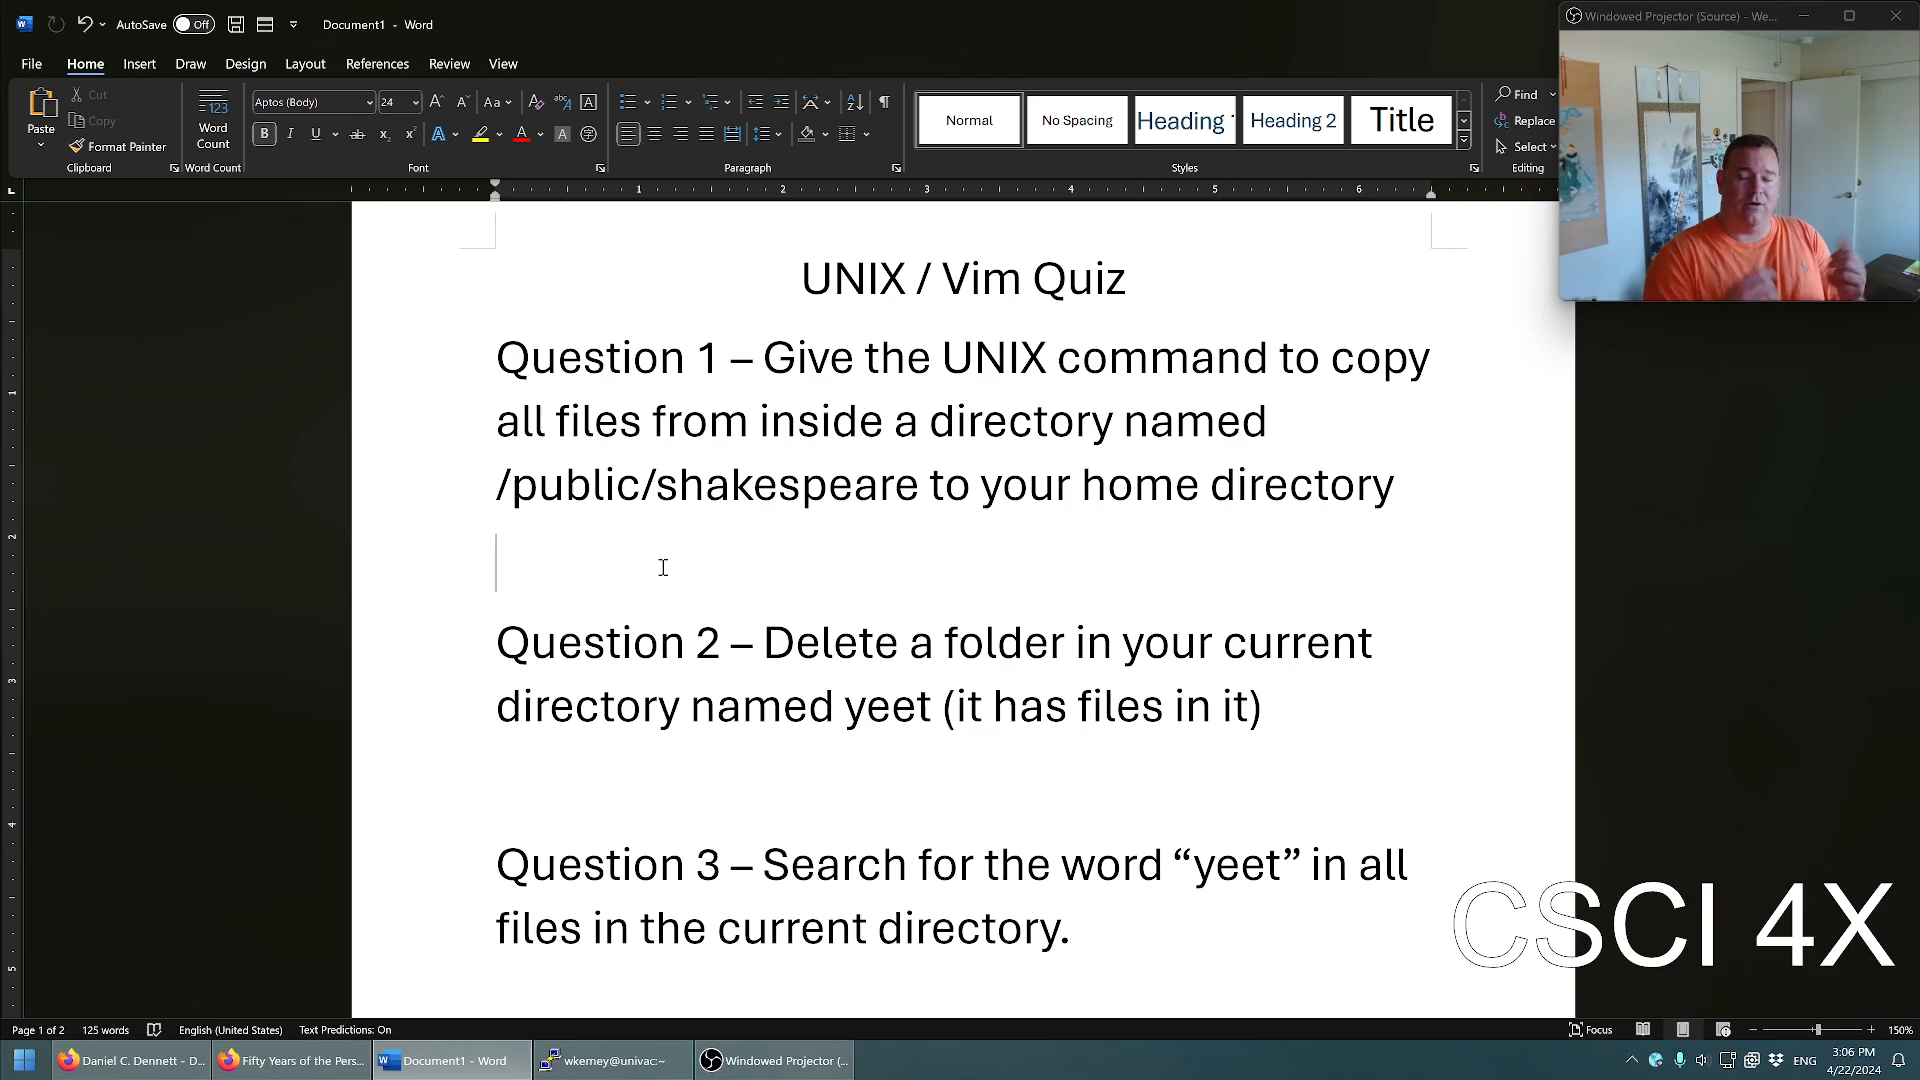 AutoSave Off Document1 - Word
Windowed Projector (Source) - We...
File Home Insert Draw Design Layout References Review View
Paste
Cut
Copy
Format Painter
Clipboard
123
Word Count
Word Count
Aptos (Body) 24
Font
Paragraph
Normal
No Spacing
Heading 1
Heading 2
Title
Styles
Find
Replace
Select
Editing
1 2 3 4 5 6
UNIX / Vim Quiz
Question 1 – Give the UNIX command to copy
all files from inside a directory named
/public/shakespeare to your home directory
Question 2 – Delete a folder in your current
directory named yeet (it has files in it)
Question 3 – Search for the word “yeet” in all
files in the current directory.
CSCI 4X
Page 1 of 2 125 words English (United States) Text Predictions: On
Focus
150%
Daniel C. Dennett - D...
Fifty Years of the Pers...
Document1 - Word
wkerney@univac:~
Windowed Projector (...
ENG
3:06 PM
4/22/2024